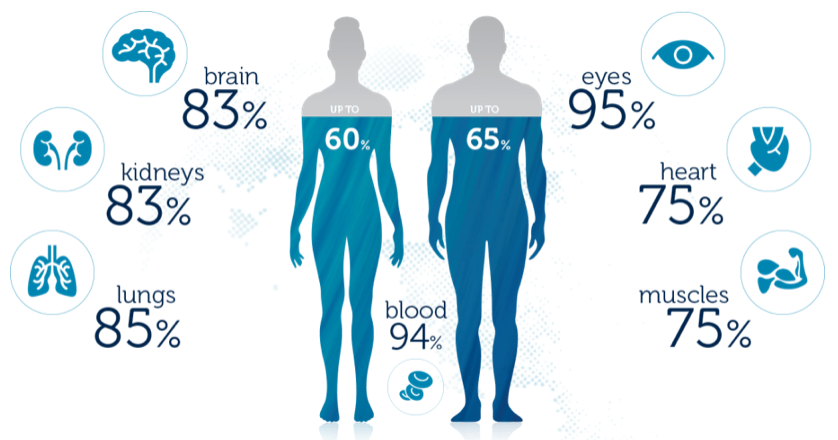 brain
83%
kidneys
83%
lungs
85%
UP TO
60%
UP TO
65%
blood
94%
eyes
95%
heart
75%
muscles
75%